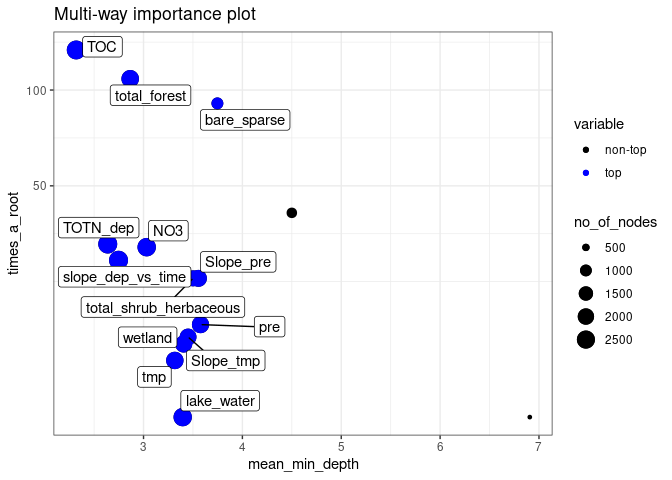 Multi-way importance plot
TOC
total_forest
bare_sparse
TOTN_dep
NO3
Slope_pre
slope_dep_vs_time
total_shrub_herbaceous
pre
wetland
Slope_tmp
tmp
lake_water
100
50
times_a_root
3
4
5
6
7
mean_min_depth
variable
non-top
top
no_of_nodes
500
1000
1500
2000
2500